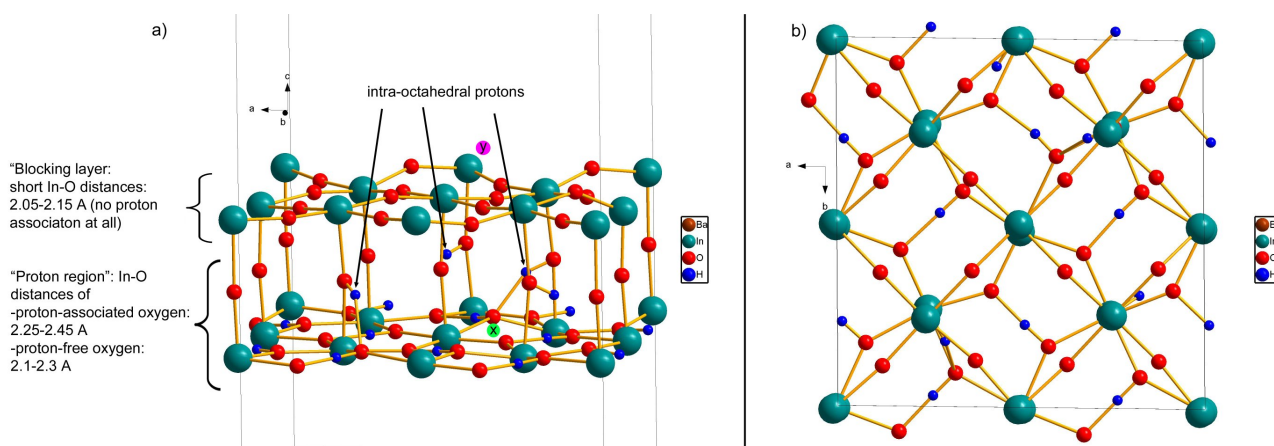 a)
c
a
b
intra-octahedral protons
y
"Blocking layer:
short In-O distances:
2.05-2.15 A (no
proton
associaton at all)
"Proton region": In-O
distances of
-proton-associated oxygen:
2.25-2.45 A
-proton-free oxygen:
2.1-2.3 A
x
Ba
In
O
H
b)
a
b